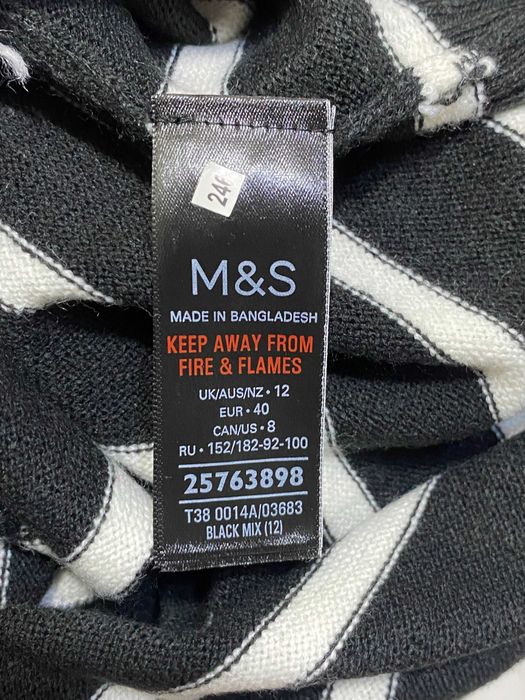 246
M&S
MADE IN BANGLADESH
KEEP AWAY FROM
FIRE & FLAMES
UK/AUS/NZ • 12
EUR • 40
CAN/US • 8
RU • 152/182-92-100
25763898
T38 0014A/03683
BLACK MIX (12)